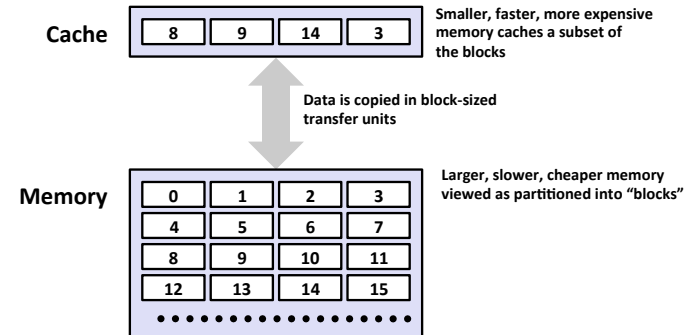 Cache
8 9 14 3
Smaller, faster, more expensive
memory caches a subset of
the blocks
Data is copied in block-sized
transfer units
Memory
0 1 2 3
4 5 6 7
8 9 10 11
12 13 14 15
Larger, slower, cheaper memory
viewed as partitioned into “blocks”